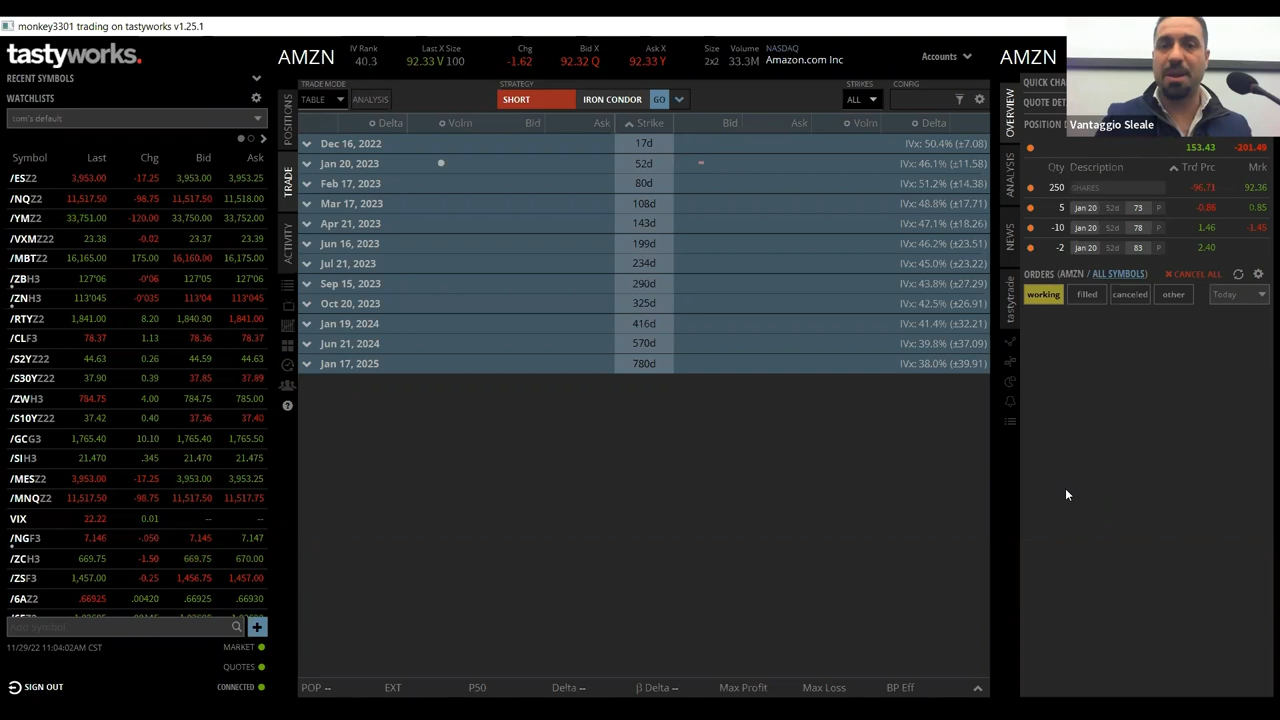 monkey3301 trading on tastyworks v1.25.1
tastyworks.
RECENT SYMBOLS
WATCHLISTS
tom's default
Symbol Last Chg Bid Ask
/ESZ2 3,953.00 -17.25 3,953.00 3,953.25
/NQZ2 11,517.50 -98.75 11,517.50 11,518.00
/YMZ2 33,751.00 -120.00 33,750.00 33,752.00
/VXMZ22 23.38 -0.02 23.37 23.39
/MBTZ2 16,165.00 175.00 16,160.00 16,175.00
/ZBH3 127'06 -0'06 127'05 127'06
/ZNH3 113'045 -0'035 113'04 113'045
/RTYZ2 1,841.00 8.20 1,840.90 1,841.00
/CLF3 78.37 1.13 78.36 78.38
/S2YZ22 44.63 0.26 44.59 44.63
/S30YZ22 37.90 0.39 37.85 37.89
/ZWH3 784.75 4.00 784.75 785.00
/S10YZ22 37.42 0.40 37.36 37.40
/GCG3 1,765.40 10.10 1,765.40 1,765.50
/SIH3 21.470 .345 21.470 21.475
/MESZ2 3,953.00 -17.25 3,953.00 3,953.25
/MNQZ2 11,517.50 -98.75 11,517.50 11,517.75
VIX 22.22 0.01 -- --
/NGF3 7.146 -.050 7.145 7.147
/ZCH3 669.75 -1.50 669.75 670.00
/ZSF3 1,457.00 -0.25 1,456.75 1,457.00
/6AZ2 .66925 .00420 .66925 .66930
Add Symbol
11/29/22 11:04:02AM CST
MARKET
QUOTES
CONNECTED
SIGN OUT
AMZN
IV Rank
40.3
Last X Size
92.33 V 100
Chg
-1.62
Bid X
92.32 Q
Ask X
92.33 Y
Size
2x2
Volume
33.3M
NASDAQ
Amazon.com Inc
Accounts
POSITIONS
TRADE
ACTIVITY
TRADE MODE
TABLE
ANALYSIS
STRATEGY
SHORT
IRON CONDOR
GO
STRIKES
ALL
CONFIG
Delta Volm Bid Ask Strike Bid Ask Volm Delta
Dec 16, 2022 17d IVx: 50.4% (±7.08)
Jan 20, 2023 52d IVx: 46.1% (±11.58)
Feb 17, 2023 80d IVx: 51.2% (±14.38)
Mar 17, 2023 108d IVx: 48.8% (±17.71)
Apr 21, 2023 143d IVx: 47.1% (±18.26)
Jun 16, 2023 199d IVx: 46.2% (±23.51)
Jul 21, 2023 234d IVx: 45.0% (±23.22)
Sep 15, 2023 290d IVx: 43.8% (±27.29)
Oct 20, 2023 325d IVx: 42.5% (±26.91)
Jan 19, 2024 416d IVx: 41.4% (±32.21)
Jun 21, 2024 570d IVx: 39.8% (±37.09)
Jan 17, 2025 780d IVx: 38.0% (±39.91)
POP -- EXT P50 Delta -- β Delta -- Max Profit Max Loss BP Eff
AMZN
OVERVIEW
ANALYSIS
NEWS
tastytrade
QUICK CHA
QUOTE DET
POSITION
Vantaggio Sleale
153.43 -201.49
Qty Description Trd Prc Mrk
250 SHARES -96.71 92.36
5 Jan 20 52d 73 P -0.86 0.85
-10 Jan 20 52d 78 P 1.46 -1.45
-2 Jan 20 52d 83 P 2.40
ORDERS (AMZN / ALL SYMBOLS)
CANCEL ALL
working filled canceled other Today